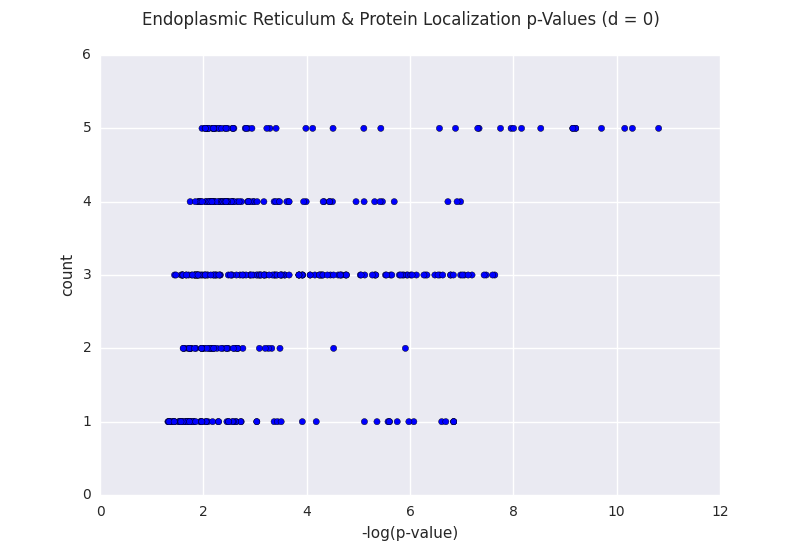 Endoplasmic Reticulum & Protein Localization p-Values (d = 0)
6
5
4
3
2
1
0
count
0 2 4 6 8 10 12
-log(p-value)